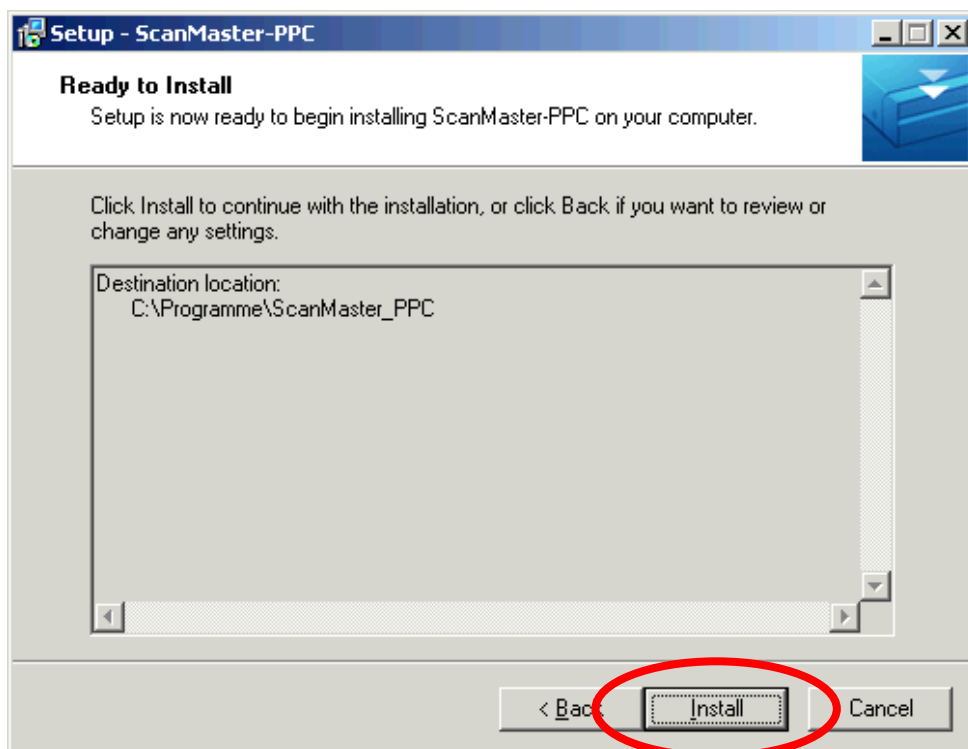 Setup - ScanMaster-PPC
Ready to Install
Setup is now ready to begin installing ScanMaster-PPC on your computer.
Click Install to continue with the installation, or click Back if you want to review or
change any settings.
Destination location:
C:\Programme\ScanMaster_PPC
< Back Install Cancel